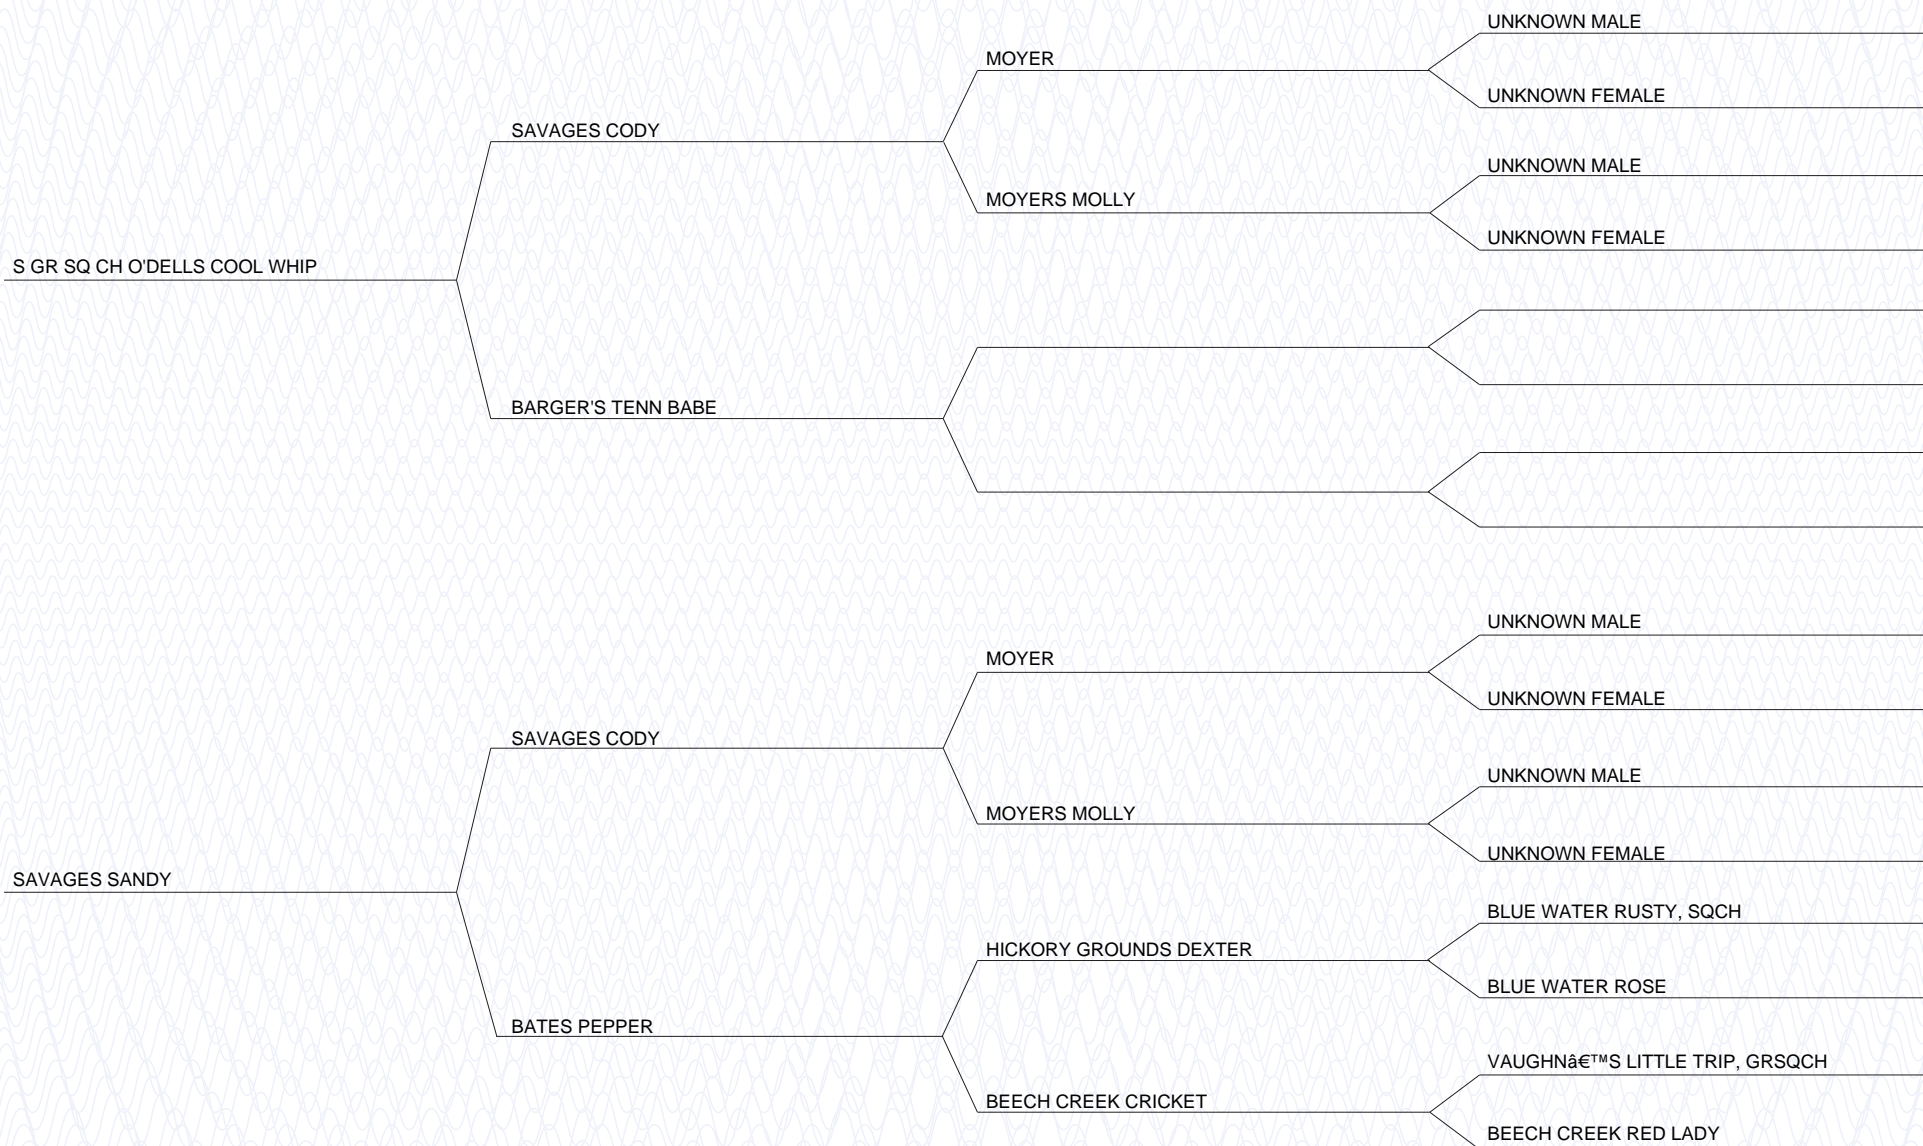 UNKNOWN MALE
MOYER
UNKNOWN FEMALE
SAVAGES CODY
UNKNOWN MALE
MOYERS MOLLY
UNKNOWN FEMALE
S GR SQ CH O'DELLS COOL WHIP
BARGER'S TENN BABE
UNKNOWN MALE
MOYER
UNKNOWN FEMALE
SAVAGES CODY
UNKNOWN MALE
MOYERS MOLLY
UNKNOWN FEMALE
SAVAGES SANDY
BLUE WATER RUSTY, SQCH
HICKORY GROUNDS DEXTER
BLUE WATER ROSE
BATES PEPPER
VAUGHNâ€™S LITTLE TRIP, GRSQCH
BEECH CREEK CRICKET
BEECH CREEK RED LADY